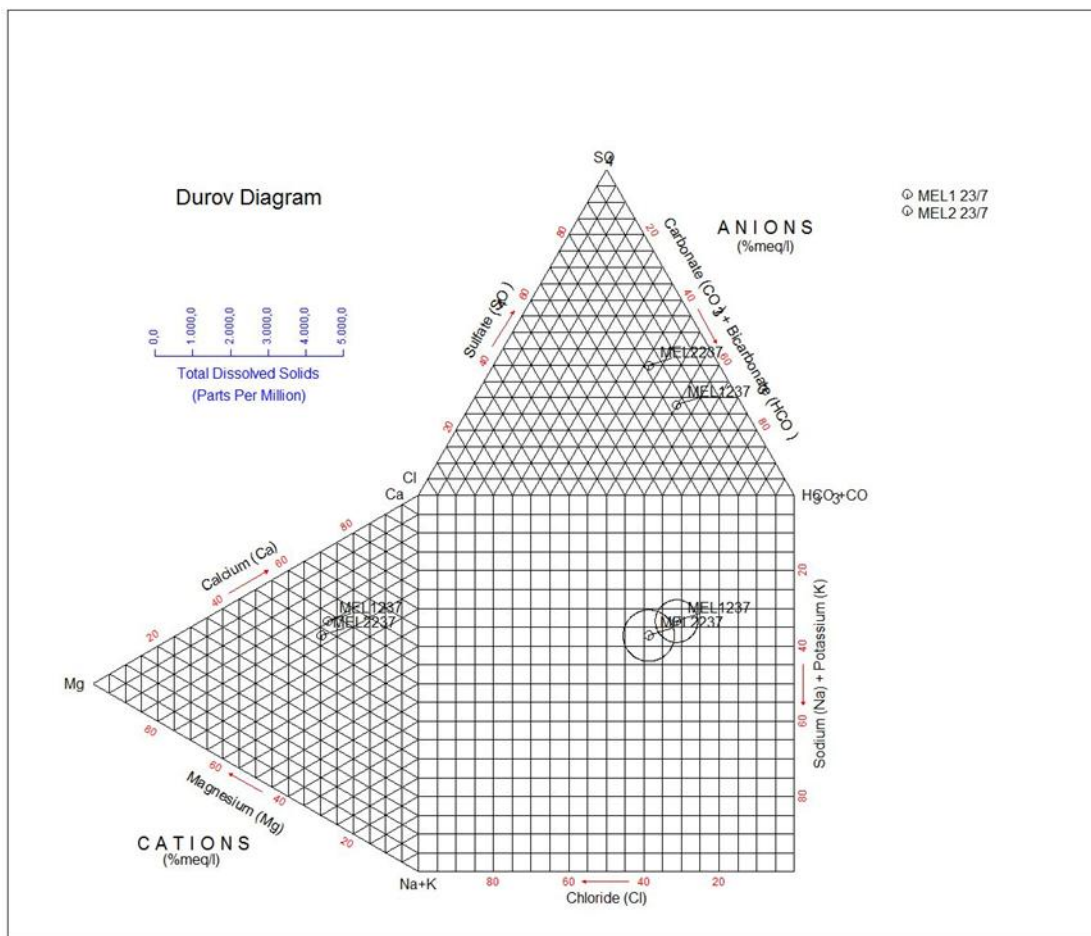 SO4
Durov Diagram
ANIONS
(%meq/l)
MEL1 23/7
MEL2 23/7
80
60
40
20
Sulfate (SO4)
20
40
60
80
Carbonate (CO3) + Bicarbonate (HCO3)
MEL2237
MEL1237
0,0
1.000,0
2.000,0
3.000,0
4.000,0
5.000,0
Total Dissolved Solids
(Parts Per Million)
Cl
Ca
HCO3+CO3
80
60
40
20
Calcium (Ca)
MEL1237
MEL2237
MEL1237
MEL2237
Mg
80
60
40
20
Magnesium (Mg)
20
40
60
80
Sodium (Na) + Potassium (K)
CATIONS
(%meq/l)
Na+K
80
60
40
20
Chloride (Cl)